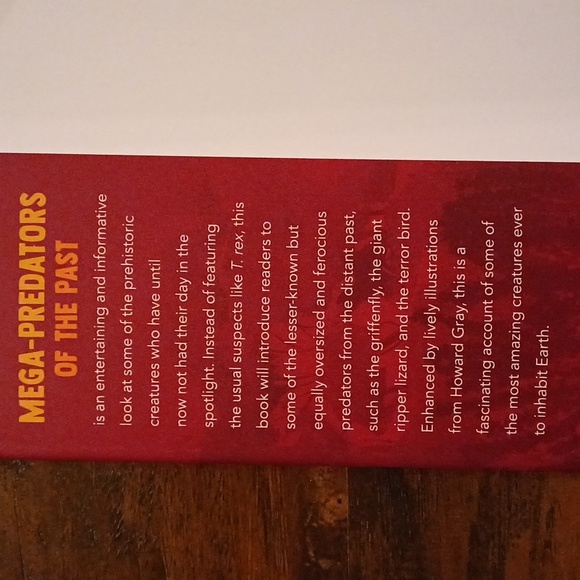 MEGA-PREDATORS
OF THE PAST
is an entertaining and informative
look at some of the prehistoric
creatures who have until
now not had their day in the
spotlight. Instead of featuring
the usual suspects like T. rex, this
book will introduce readers to
some of the lesser-known but
equally oversized and ferocious
predators from the distant past,
such as the griffenfly, the giant
ripper lizard, and the terror bird.
Enhanced by lively illustrations
from Howard Gray, this is a
fascinating account of some of
the most amazing creatures ever
to inhabit Earth.